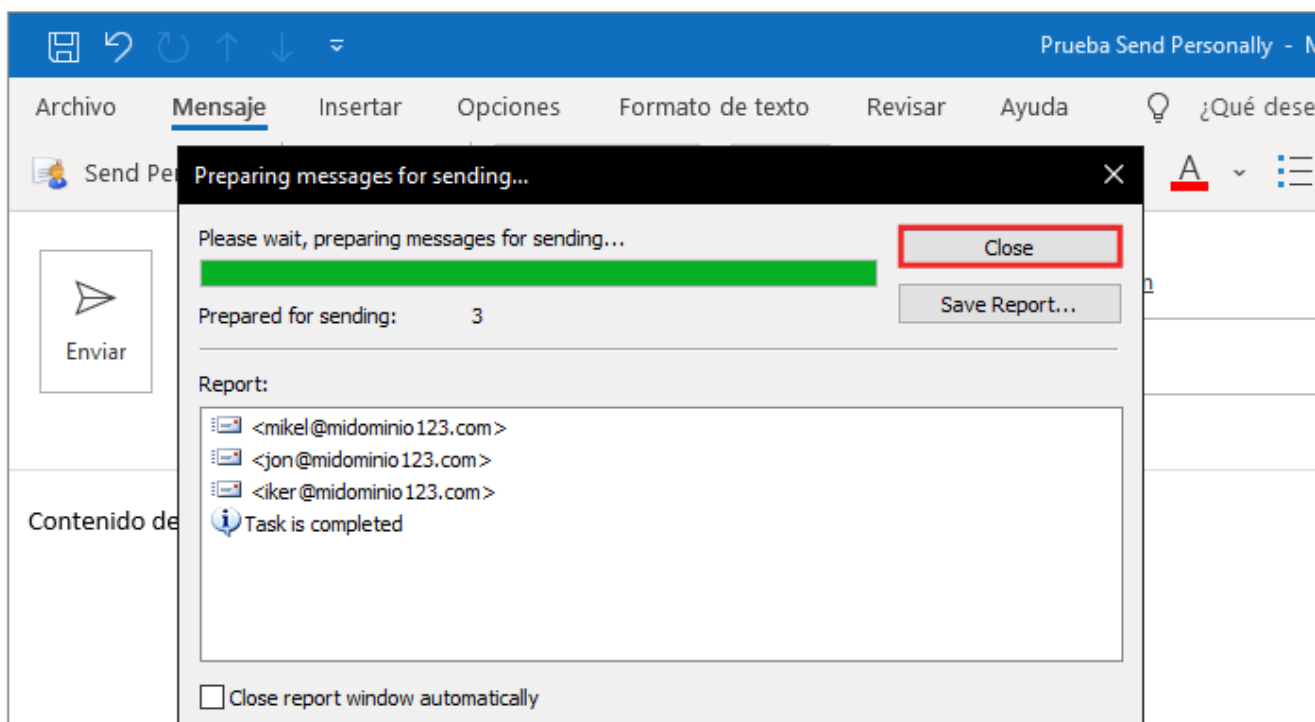 Prueba Send Personally -
Archivo Mensaje Insertar Opciones Formato de texto Revisar Ayuda ¿Qué dese
Send Pe
Preparing messages for sending...
Please wait, preparing messages for sending...
Close
Prepared for sending: 3
Save Report...
Enviar
Report:
<mikel@midominio123.com>
<jon@midominio123.com>
<iker@midominio123.com>
Task is completed
Contenido de
Close report window automatically